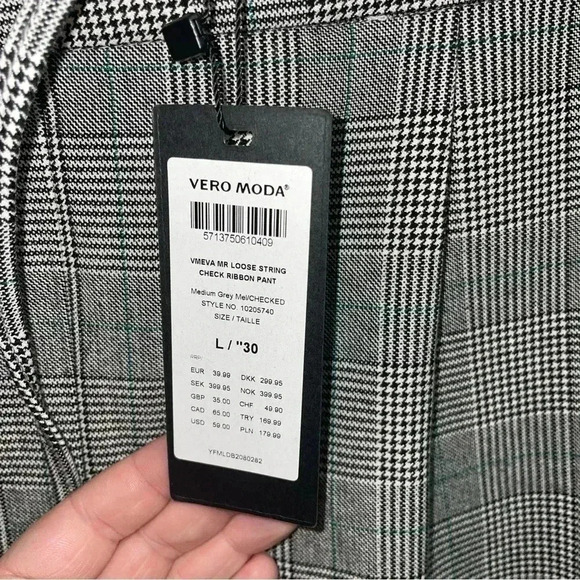 VERO MODA®
5713750610409
VMEVA MR LOOSE STRING
CHECK RIBBON PANT
Medium Grey Mel/CHECKED
STYLE NO. 10205740
SIZE / TAILLE
L / "30
RRP:
EUR 39.99 DKK 299.95
SEK 399.95 NOK 399.95
GBP 35.00 CHF 49.90
CAD 65.00 TRY 169.99
USD 59.00 PLN 179.99
YFMLDB2080282